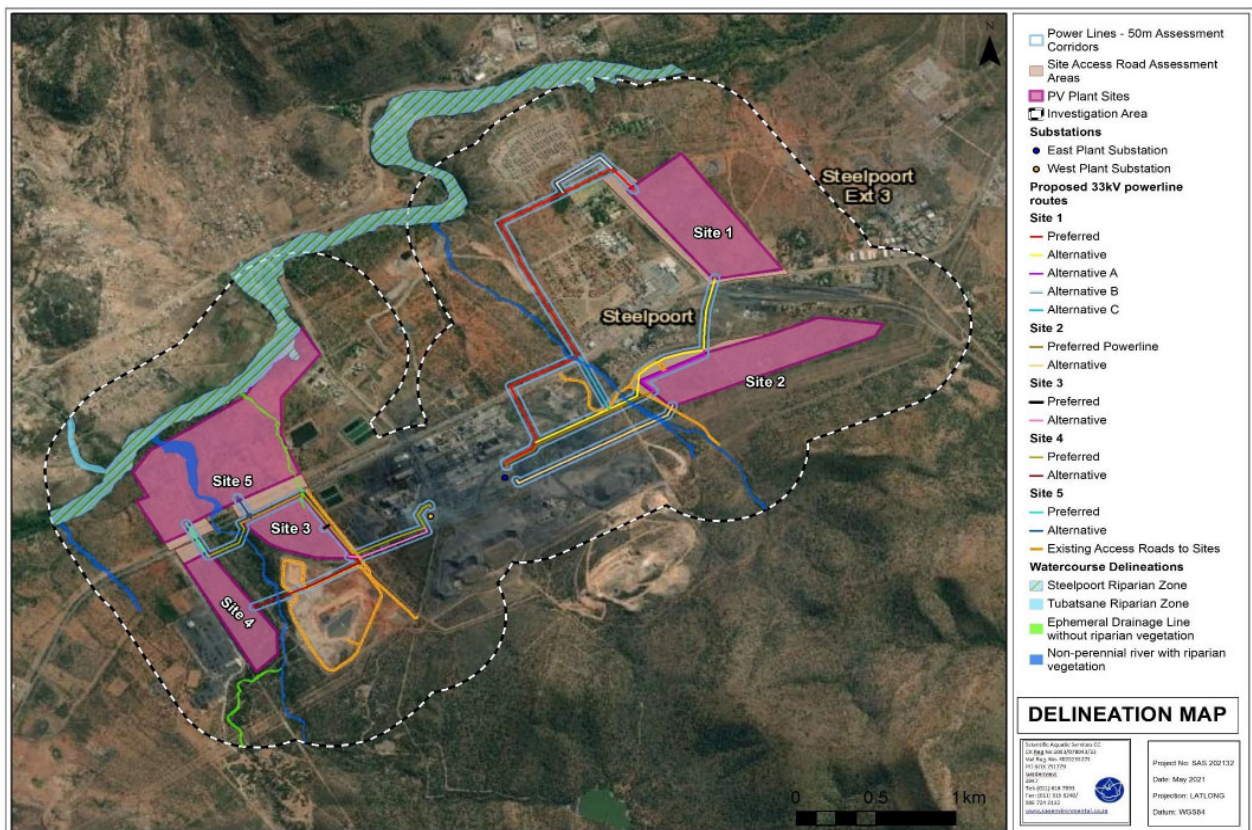 Steelpoort
Ext 3
Site 1
Steelpoort
Site 2
Site 5
Site 3
Site 4
0 0.5 1km
Power Lines - 50m Assessment
Corridors
Site Access Road Assessment
Areas
PV Plant Sites
Investigation Area
Substations
East Plant Substation
West Plant Substation
Proposed 33kV powerline
routes
Site 1
Preferred
Alternative
Alternative A
Alternative B
Alternative C
Site 2
Preferred Powerline
Alternative
Site 3
Preferred
Alternative
Site 4
Preferred
Alternative
Site 5
Preferred
Alternative
Existing Access Roads to Sites
Watercourse Delineations
Steelpoort Riparian Zone
Tubatsane Riparian Zone
Ephemeral Drainage Line
without riparian vegetation
Non-perennial river with riparian
vegetation
DELINEATION MAP
Scientific Aquatic Services CC
Project No: SAS 202132
Date: May 2021
Projection: LATLONG
Datum: WGS84